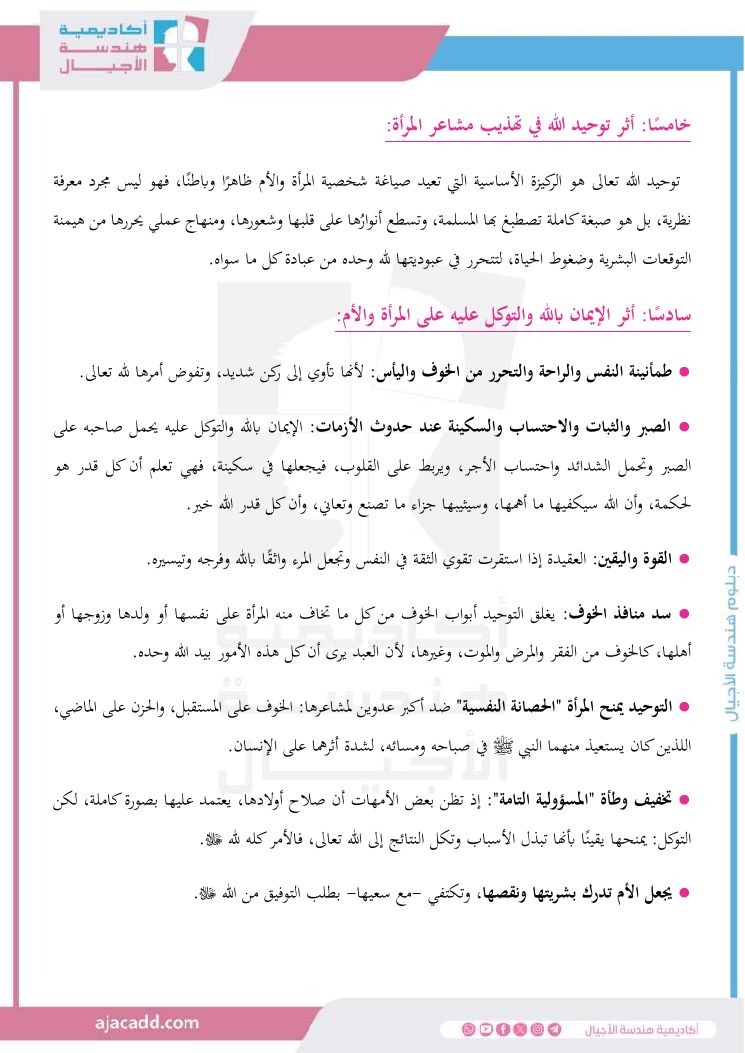 أكاديمية
هندسة
الأجيال
خامسًا: أثر توحيد الله في تهذيب مشاعر المرأة:
توحيد الله تعالى هو الركيزة الأساسية التي تعيد صياغة شخصية المرأة والأم ظاهرًا وباطنًا، فهو ليس مجرد معرفة
نظرية، بل هو صبغة كاملة تصطبغ بها المسلمة، وتسطع أنوارُها على قلبها وشعورها، ومنهاج عملي يحررها من هيمنة
التوقعات البشرية وضغوط الحياة، لتتحرر في عبوديتها لله وحده من عبادة كل ما سواه.
سادسًا: أثر الإيمان بالله والتوكل عليه على المرأة والأم:
● طمأنينة النفس والراحة والتحرر من الخوف واليأس: لأنها تأوي إلى ركن شديد، وتفوض أمرها لله تعالى.
● الصبر والثبات والاحتساب والسكينة عند حدوث الأزمات: الإيمان بالله والتوكل عليه يحمل صاحبه على
الصبر وتحمل الشدائد واحتساب الأجر، ويربط على القلوب، فيجعلها في سكينة، فهي تعلم أن كل قدر هو
لحكمة، وأن الله سيكفيها ما أهمها، وسيثيبها جزاء ما تصنع وتعاني، وأن كل قدر الله خير.
● القوة واليقين: العقيدة إذا استقرت تقوي الثقة في النفس وتجعل المرء واثقًا بالله وفرجه وتيسيره.
● سد منافذ الخوف: يغلق التوحيد أبواب الخوف من كل ما تخاف منه المرأة على نفسها أو ولدها وزوجها أو
أهلها، كالخوف من الفقر والمرض والموت، وغيرها، لأن العبد يرى أن كل هذه الأمور بيد الله وحده.
● التوحيد يمنح المرأة "الحصانة النفسية" ضد أكبر عدوين لمشاعرها: الخوف على المستقبل، والحزن على الماضي،
اللذين كان يستعيذ منهما النبي ﷺ في صباحه ومسائه، لشدة أثرهما على الإنسان.
● تخفيف وطأة "المسؤولية التامة": إذ تظن بعض الأمهات أن صلاح أولادها، يعتمد عليها بصورة كاملة، لكن
التوكل: يمنحها يقينًا بأنها تبذل الأسباب وتكل النتائج إلى الله تعالى، فالأمر كله لله ﷻ.
● يجعل الأم تدرك بشريتها ونقصها، وتكتفي -مع سعيها- بطلب التوفيق من الله ﷻ.
دبلوم هندسة الأجيال
أكاديمية
هندسة
الأجيال
أكاديمية هندسة الأجيال
ajacadd.com